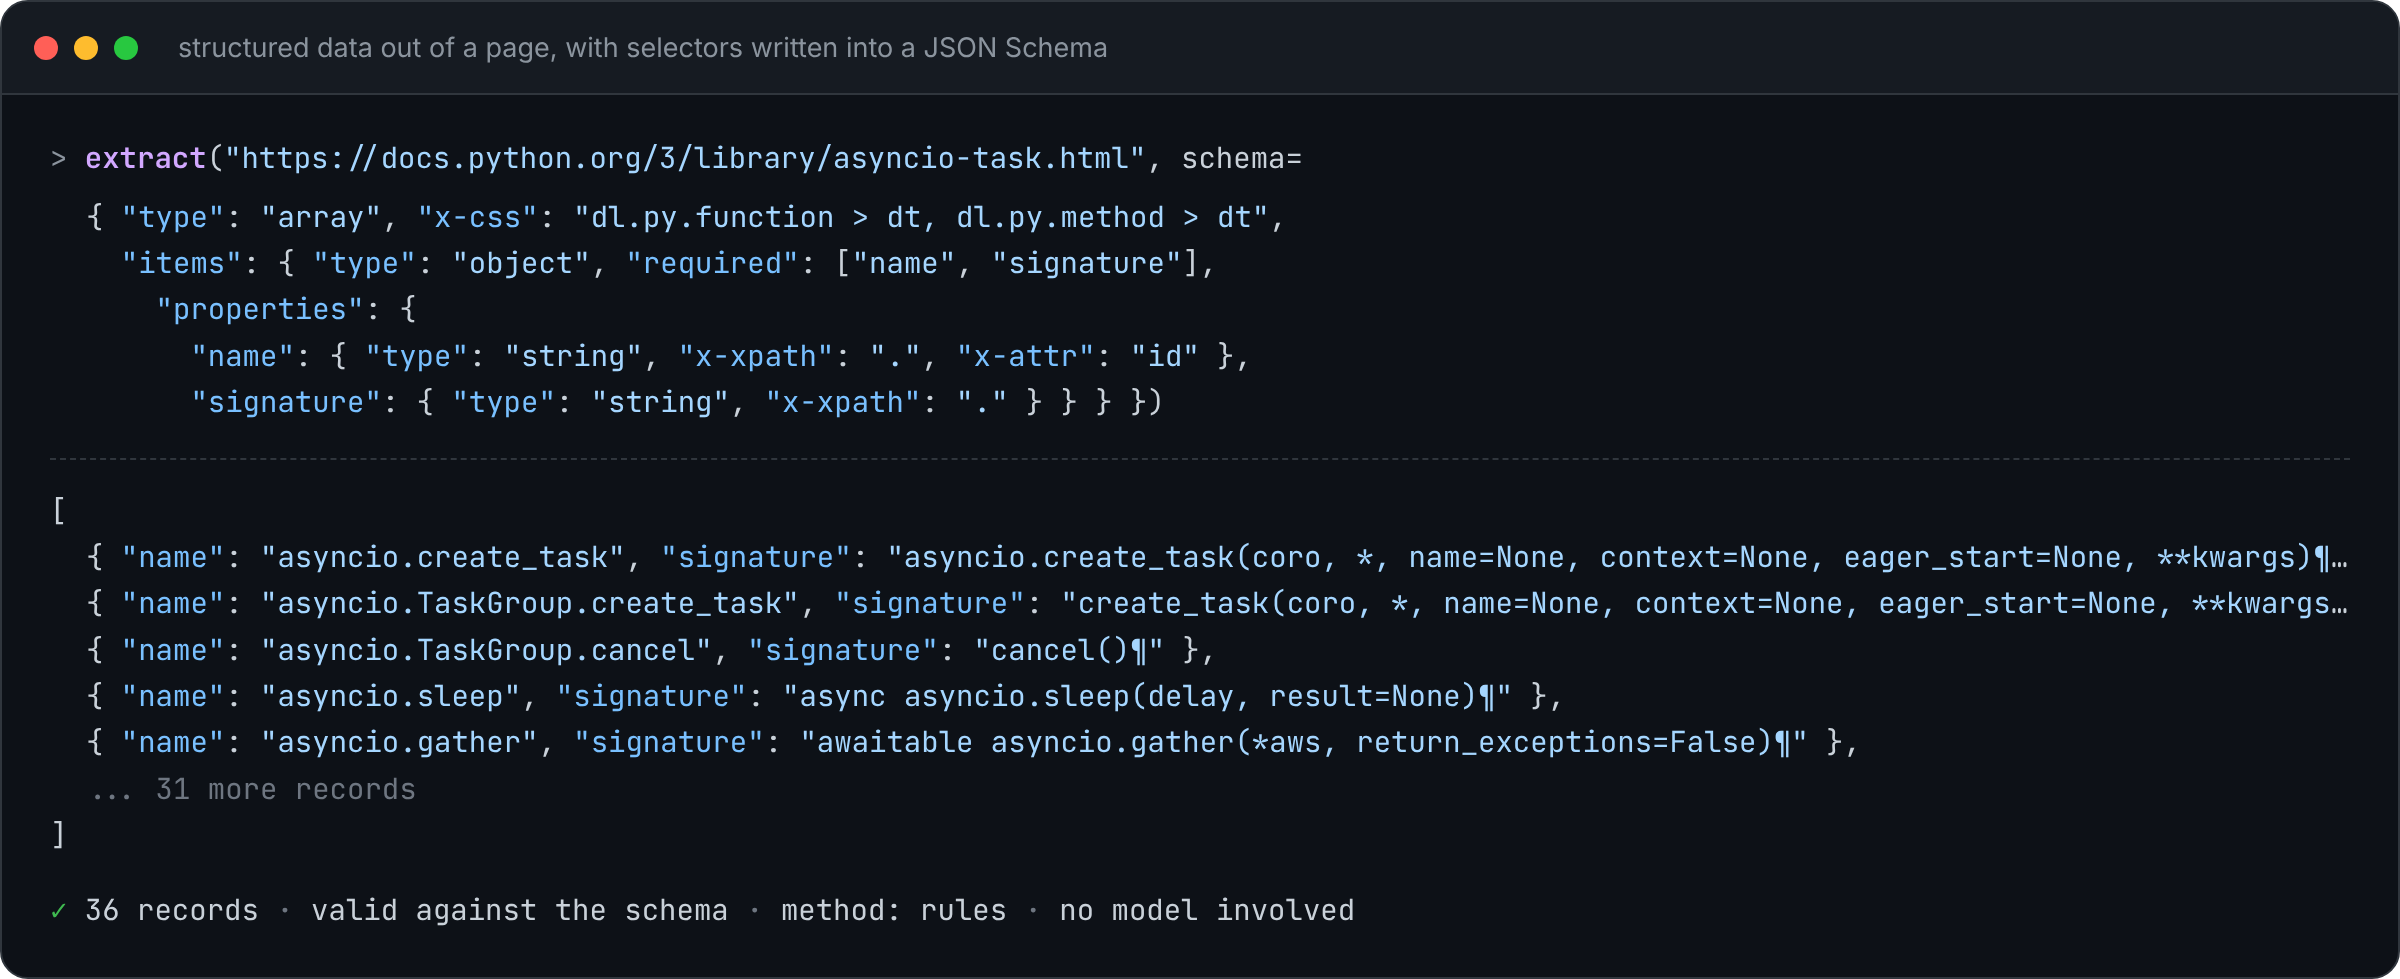 structured data out of a page, with selectors written into a JSON Schema
> extract("https://docs.python.org/3/library/asyncio-task.html", schema=
{ "type": "array", "x-css": "dl.py.function > dt, dl.py.method > dt",
"items": { "type": "object", "required": ["name", "signature"],
"properties": {
"name": { "type": "string", "x-xpath": ".", "x-attr": "id" },
"signature": { "type": "string", "x-xpath": "." } } } })
[
{ "name": "asyncio.create_task", "signature": "asyncio.create_task(coro, *, name=None, context=None, eager_start=None, **kwargs)¶…
{ "name": "asyncio.TaskGroup.create_task", "signature": "create_task(coro, *, name=None, context=None, eager_start=None, **kwargs…
{ "name": "asyncio.TaskGroup.cancel", "signature": "cancel()¶" },
{ "name": "asyncio.sleep", "signature": "async asyncio.sleep(delay, result=None)¶" },
{ "name": "asyncio.gather", "signature": "awaitable asyncio.gather(*aws, return_exceptions=False)¶" },
... 31 more records
]
✓ 36 records · valid against the schema · method: rules · no model involved